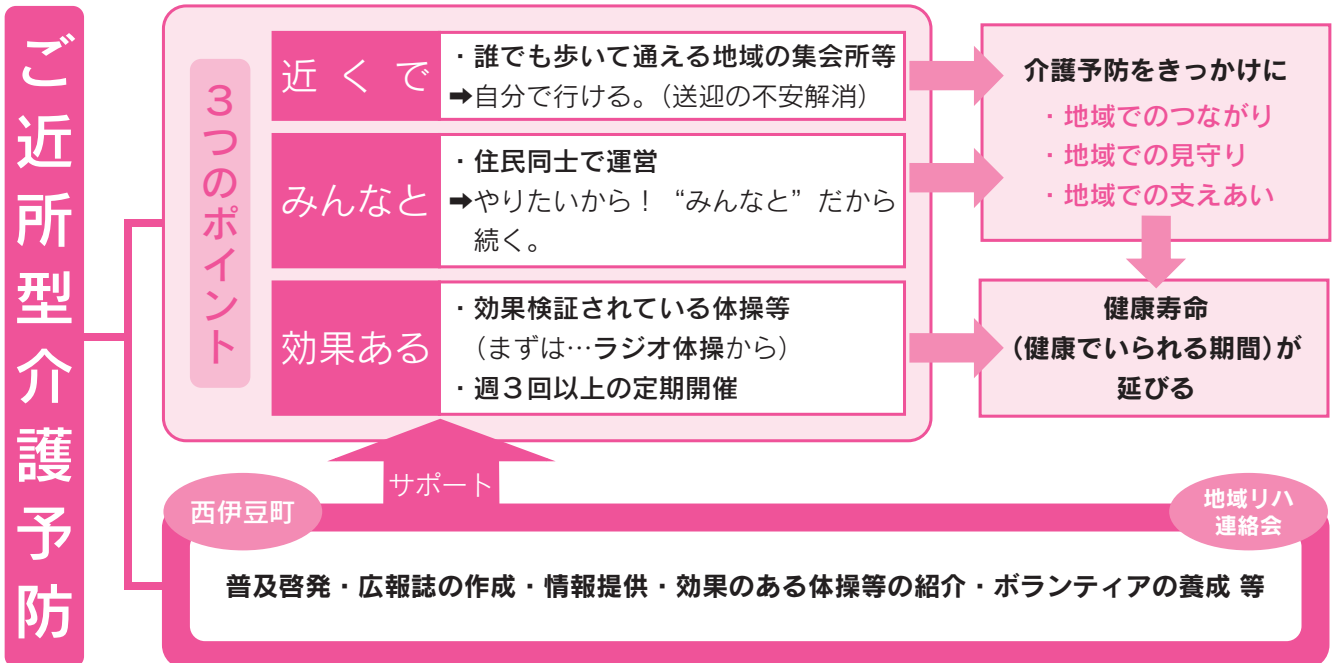 ご近所型介護予防
3つのポイント
近くで
・誰でも歩いて通える地域の集会所等
➡自分で行ける。（送迎の不安解消）
みんなと
・住民同士で運営
➡やりたいから！“みんなと”だから
続く。
効果ある
・効果検証されている体操等
（まずは…ラジオ体操から）
・週３回以上の定期開催
介護予防をきっかけに
・地域でのつながり
・地域での見守り
・地域での支えあい
健康寿命
（健康でいられる期間）が
延びる
サポート
西伊豆町
地域リハ
連絡会
普及啓発・広報誌の作成・情報提供・効果のある体操等の紹介・ボランティアの養成 等